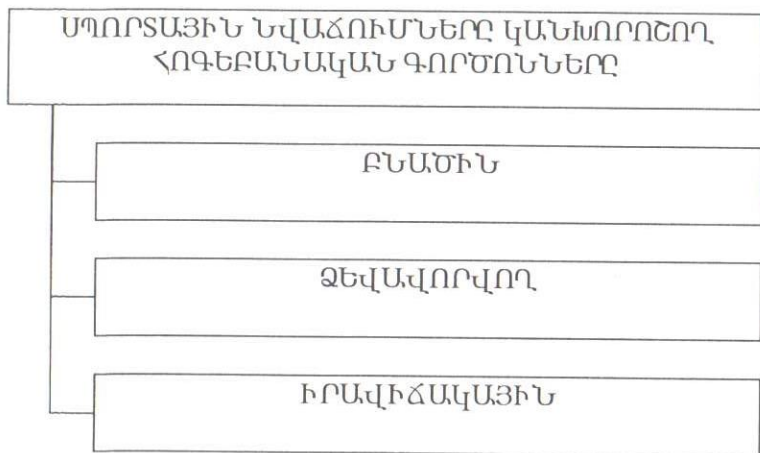 ՍՊՈՐՏԱՅԻՆ ՆՎԱՃՈՒՄՆԵՐԸ ԿԱՆԽՈՐՈՇՈՂ
ՀՈԳԵԲԱՆԱԿԱՆ ԳՈՐԾՈՆՆԵՐԸ
ԲՆԱԾԻՆ
ՁԵՎԱՎՈՐՎՈՂ
ԻՐԱՎԻՃԱԿԱՅԻՆ